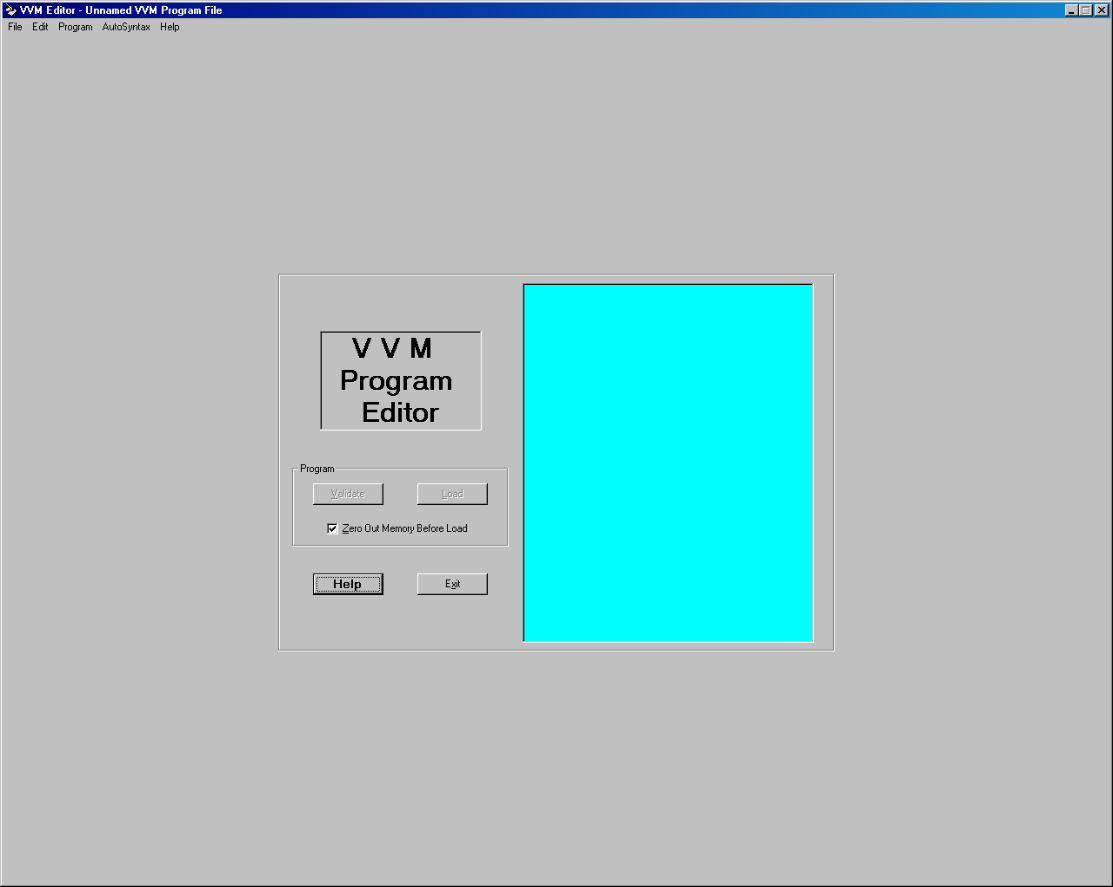 VVM Editor - Unnamed VVM Program File
File Edit Program AutoSyntax Help
V V M
Program
Editor
Program
Validate Load
Zero Out Memory Before Load
Help Exit